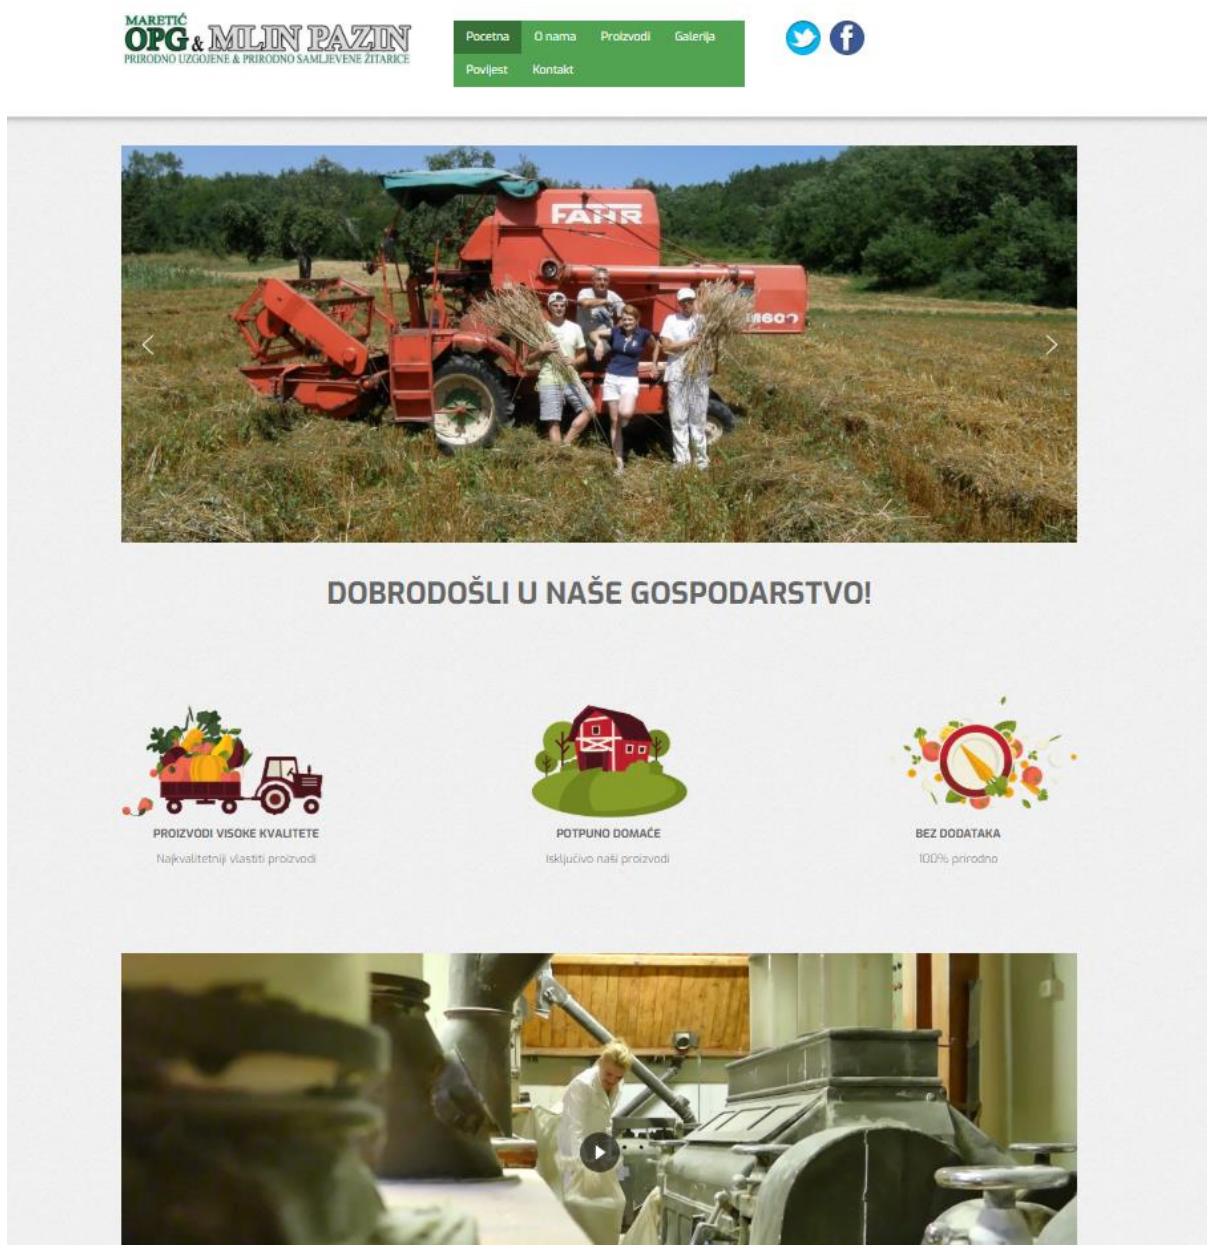 MARETIĆ
OPG & MLIN PAZIN
PRIRODNO UZGOJENE & PRIRODNO SAMLJEVENE ŽITARICE
Pocetna O nama Proizvodi Galerija
Povijest Kontakt
FAHR
M600
DOBRODOŠLI U NAŠE GOSPODARSTVO!
PROIZVODI VISOKE KVALITETE
Najkvalitetniji vlastiti proizvodi
POTPUNO DOMAĆE
Isključivo naši proizvodi
BEZ DODATAKA
100% prirodno